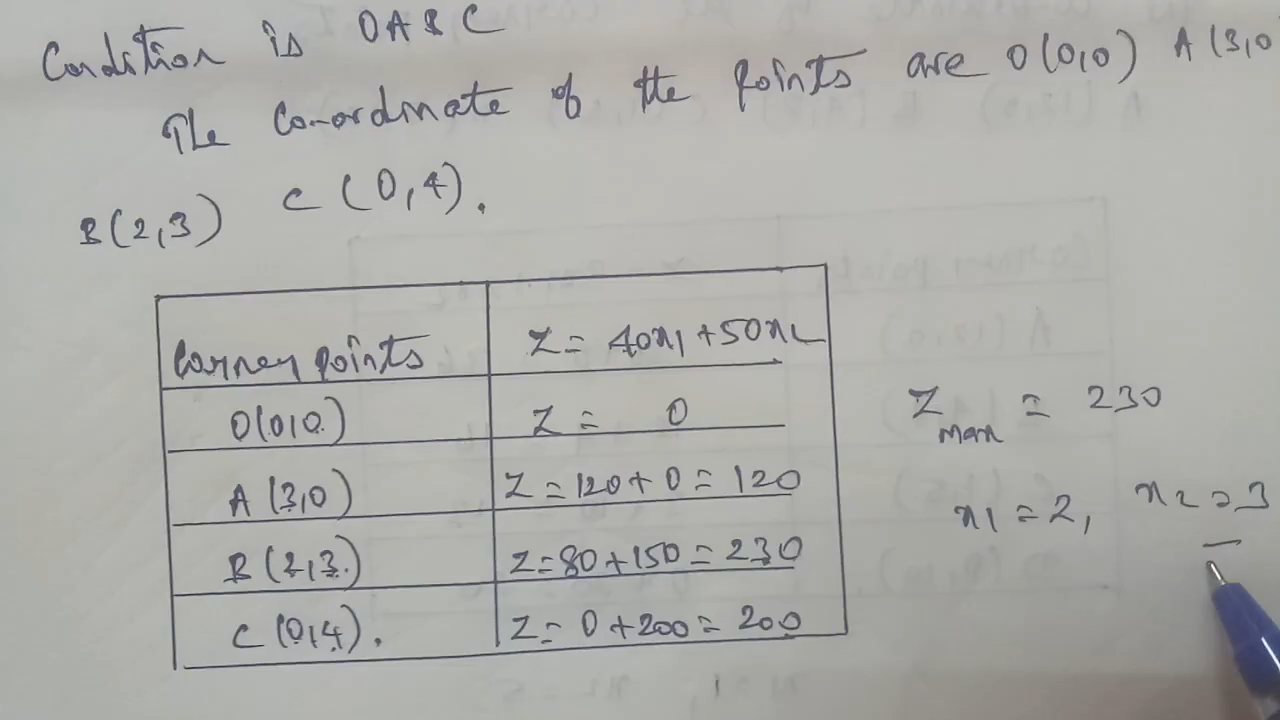 Condition is OABC
The Co-ordinate of the points are O(0,0) A(3,0
B(2,3) C(0,4).
Corner points Z = 40x1 + 50x2
O(0,0) Z = 0
A(3,0) Z = 120 + 0 = 120
B(2,3) Z = 80 + 150 = 230
C(0,4). Z = 0 + 200 = 200
Zmax = 230
x1 = 2, x2 = 3